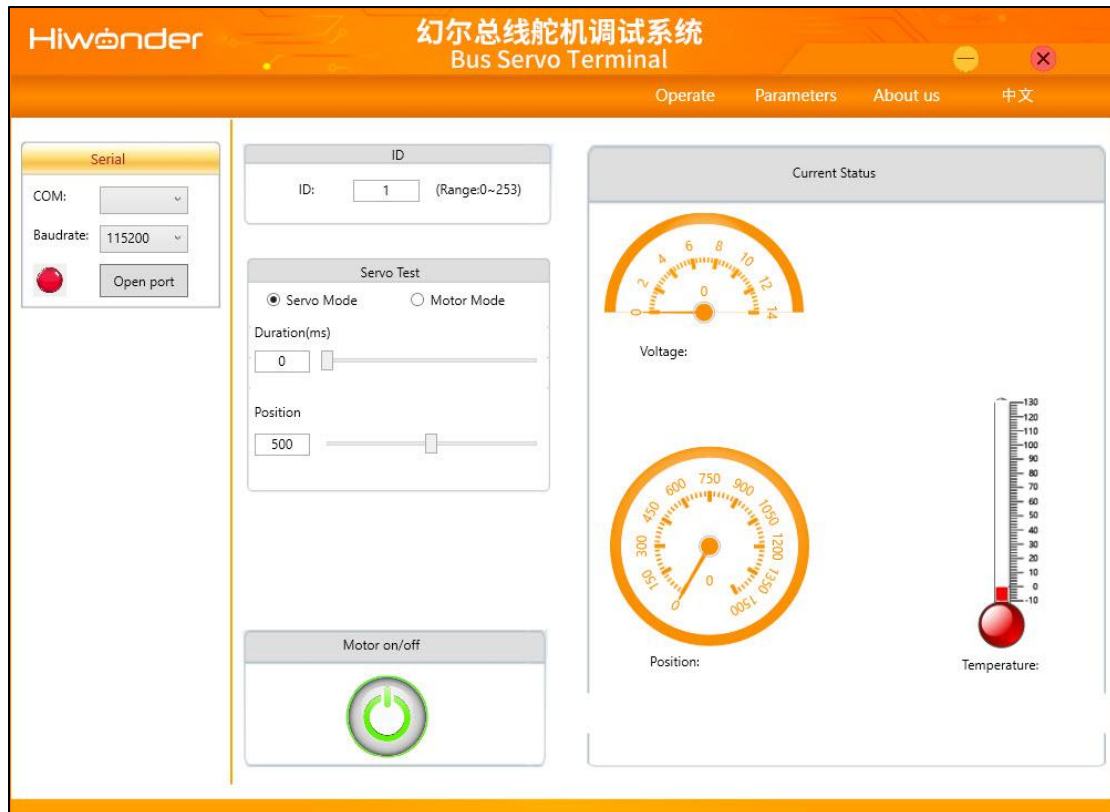 Hiwonder
幻尔总线舵机调试系统
Bus Servo Terminal
Operate Parameters About us 中文
Serial
COM:
Baudrate: 115200
Open port
ID
ID: 1 (Range:0~253)
Servo Test
Servo Mode Motor Mode
Duration(ms)
0
Position
500
Motor on/off
Current Status
0 2 4 6 8 10 12 14
0
Voltage:
0 150 300 450 600 750 900 1050 1200 1350 1500
0
Position:
130
120
110
100
90
80
70
60
50
40
30
20
10
0
-10
Temperature: